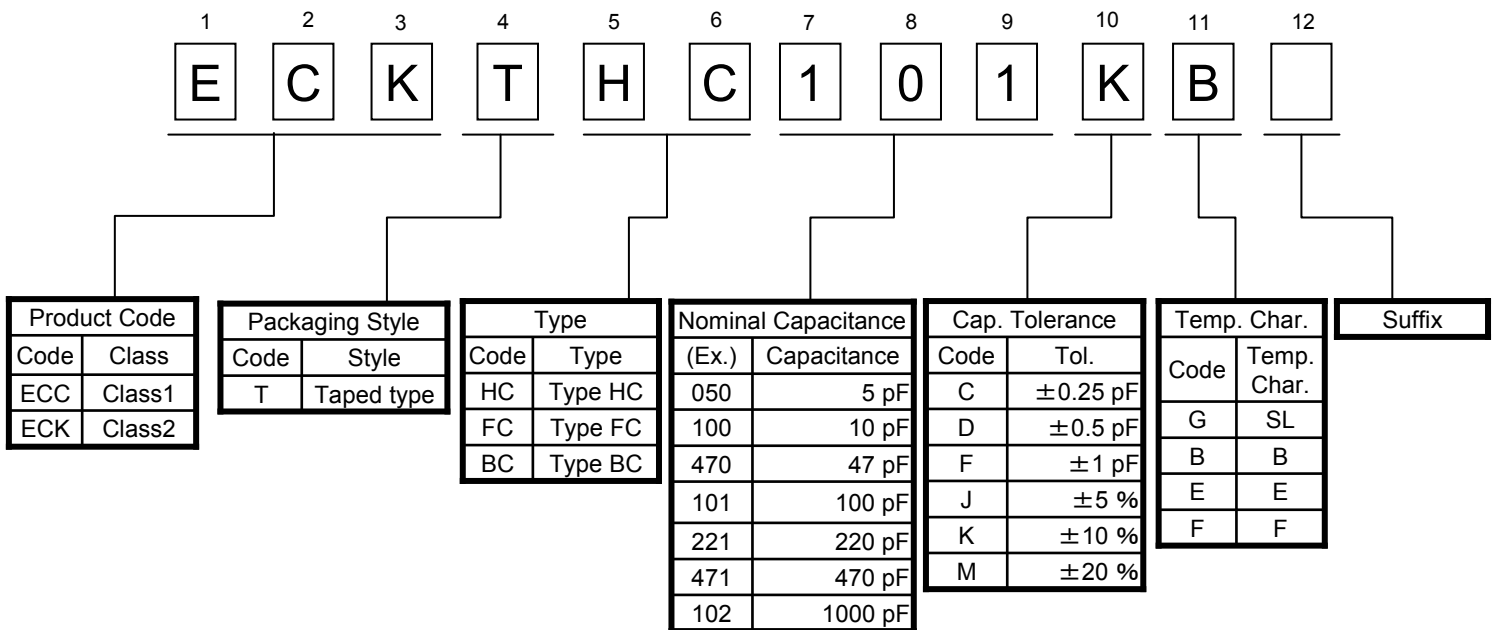 1 2 3 4 5 6 7 8 9 10 11 12
E C K T H C 1 0 1 K B
Product Code
Code Class
ECC Class1
ECK Class2
Packaging Style
Code Style
T Taped type
Type
Code Type
HC Type HC
FC Type FC
BC Type BC
Nominal Capacitance
(Ex.) Capacitance
050 5 pF
100 10 pF
470 47 pF
101 100 pF
221 220 pF
471 470 pF
102 1000 pF
Cap. Tolerance
Code Tol.
C ±0.25 pF
D ±0.5 pF
F ±1 pF
J ±5 %
K ±10 %
M ±20 %
Temp. Char.
Code Temp.
Char.
G SL
B B
E E
F F
Suffix